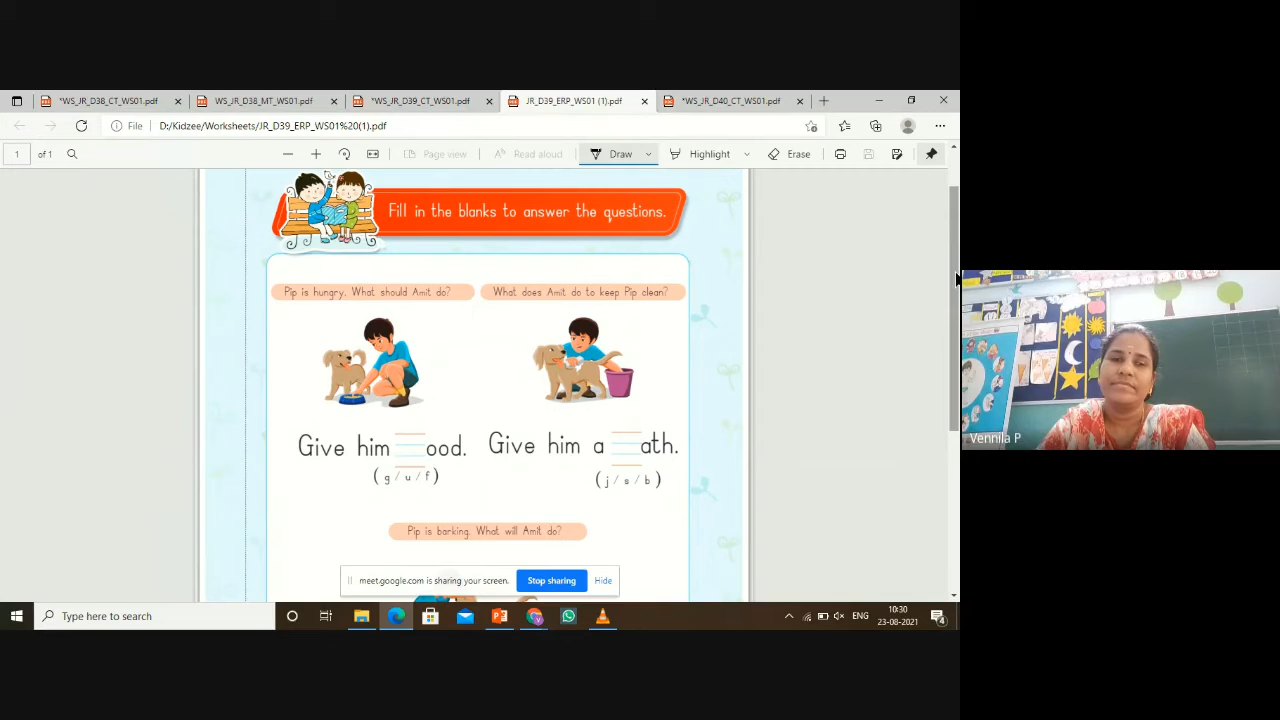 *WS_JR_D38_CT_WS01.pdf
WS_JR_D38_MT_WS01.pdf
*WS_JR_D39_CT_WS01.pdf
JR_D39_ERP_WS01 (1).pdf
*WS_JR_D40_CT_WS01.pdf
File D:/Kidzee/Worksheets/JR_D39_ERP_WS01%20(1).pdf
1 of 1 Page view Read aloud Draw Highlight Erase
Fill in the blanks to answer the questions.
Pip is hungry. What should Amit do?
What does Amit do to keep Pip clean?
Give him ood.
(g / u / f)
Give him a ath.
(j / s / b)
Pip is barking. What will Amit do?
meet.google.com is sharing your screen. Stop sharing Hide
Vennila P
Type here to search
ENG
10:30
23-08-2021
4